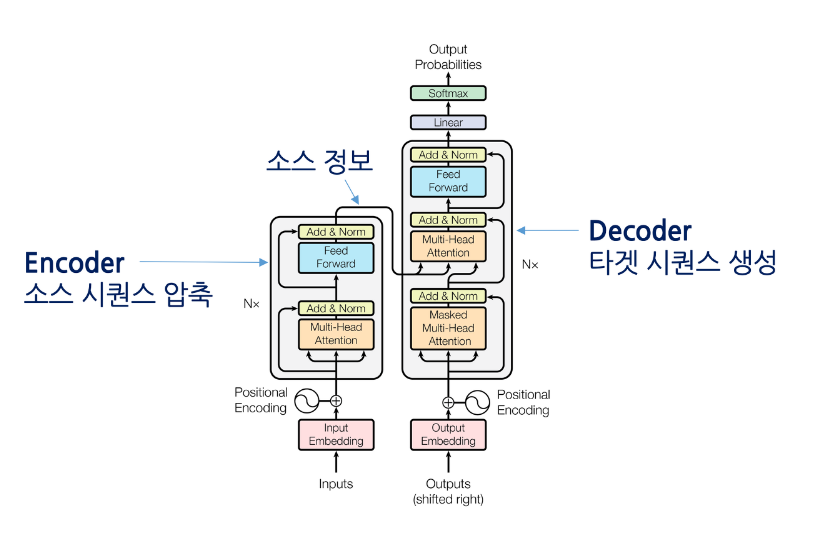 Output
Probabilities
Softmax
Linear
Add & Norm
Feed
Forward
Add & Norm
Multi-Head
Attention
Add & Norm
Masked
Multi-Head
Attention
Nx
Decoder
타겟 시퀀스 생성
소스 정보
Encoder
소스 시퀀스 압축
Nx
Add & Norm
Feed
Forward
Add & Norm
Multi-Head
Attention
Positional
Encoding
Input
Embedding
Inputs
Positional
Encoding
Output
Embedding
Outputs
(shifted right)